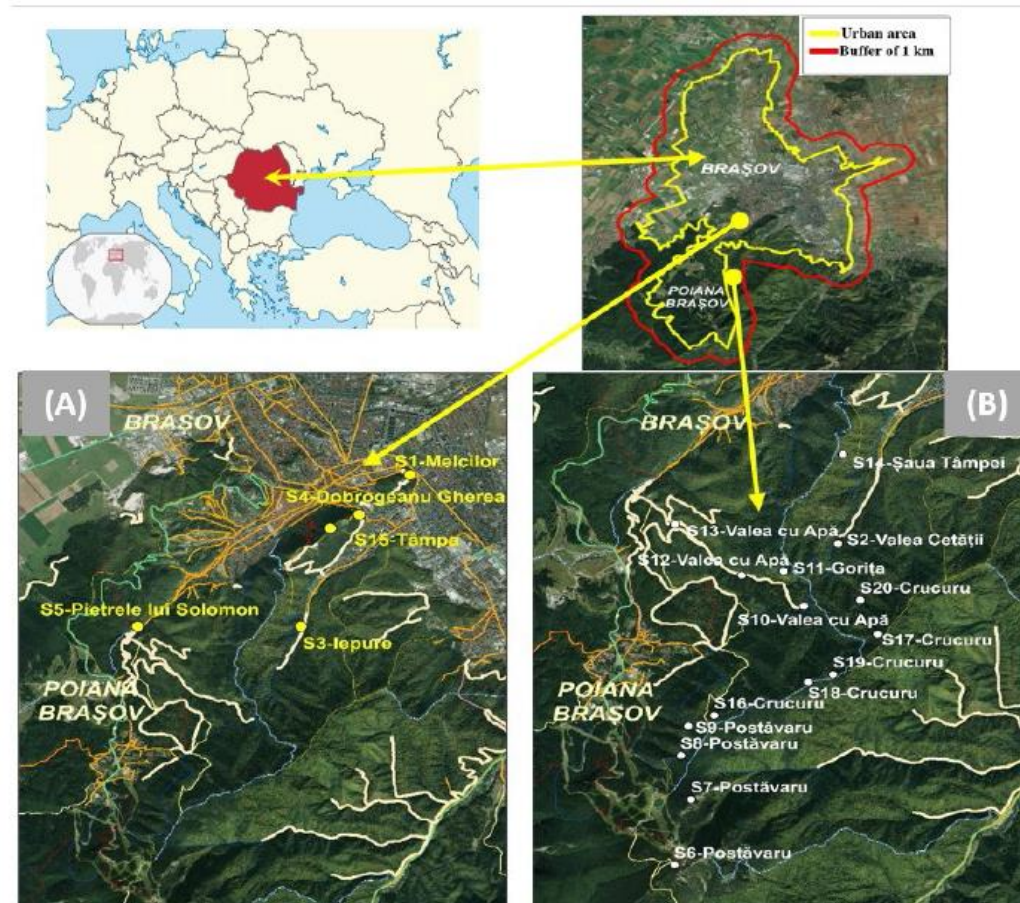 Urban area
Buffer of 1 km
BRAŞOV
POIANA
BRAŞOV
(A)
BRAŞOV
S1-Melcilor
S4-Dobrogeanu Gherea
S15-Tâmpa
S5-Pietrele lui Solomon
S3-Iepure
POIANA
BRAŞOV
(B)
BRAŞOV
S14-Şaua Tâmpei
S13-Valea cu Apă
S2-Valea Cetăţii
S12-Valea cu Apă
S11-Goriţa
S20-Crucuru
S10-Valea cu Apă
S17-Crucuru
S19-Crucuru
POIANA
BRAŞOV
S18-Crucuru
S16-Crucuru
S9-Postăvaru
S8-Postăvaru
S7-Postăvaru
S6-Postăvaru